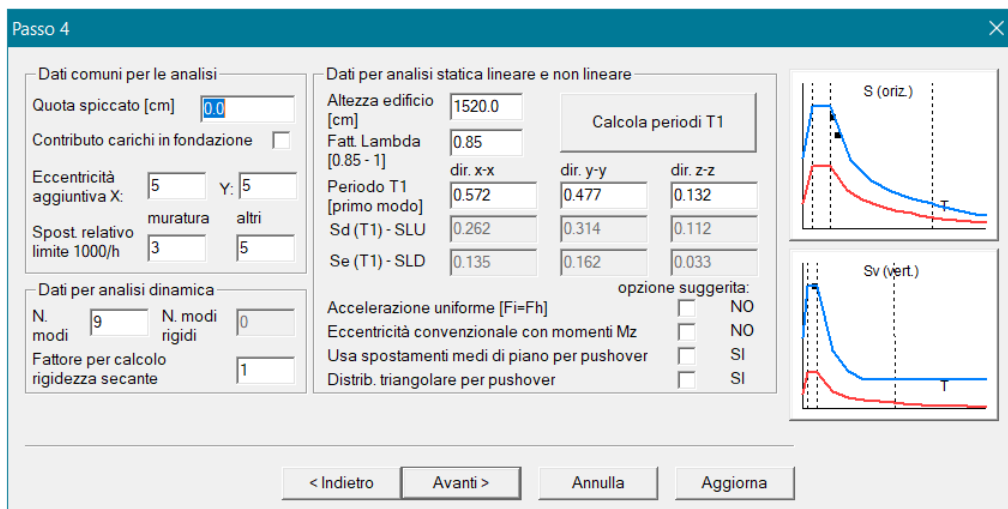 Passo 4
Dati comuni per le analisi
Quota spiccato [cm] 0.0
Contributo carichi in fondazione
Eccentricità
aggiuntiva X: 5 Y: 5
muratura altri
Spost. relativo
limite 1000/h 3 5
Dati per analisi dinamica
N.
modi 9 N. modi
rigidi 0
Fattore per calcolo
rigidezza secante 1
Dati per analisi statica lineare e non lineare
Altezza edificio
[cm] 1520.0
Calcola periodi T1
Fatt. Lambda
[0.85 - 1] 0.85
dir. x-x dir. y-y dir. z-z
Periodo T1
[primo modo] 0.572 0.477 0.132
Sd (T1) - SLU 0.262 0.314 0.112
Se (T1) - SLD 0.135 0.162 0.033
opzione suggerita:
Accelerazione uniforme [Fi=Fh] NO
Eccentricità convenzionale con momenti Mz NO
Usa spostamenti medi di piano per pushover SI
Distrib. triangolare per pushover SI
S (oriz.)
T
Sv (vert.)
T
< Indietro
Avanti >
Annulla
Aggiorna